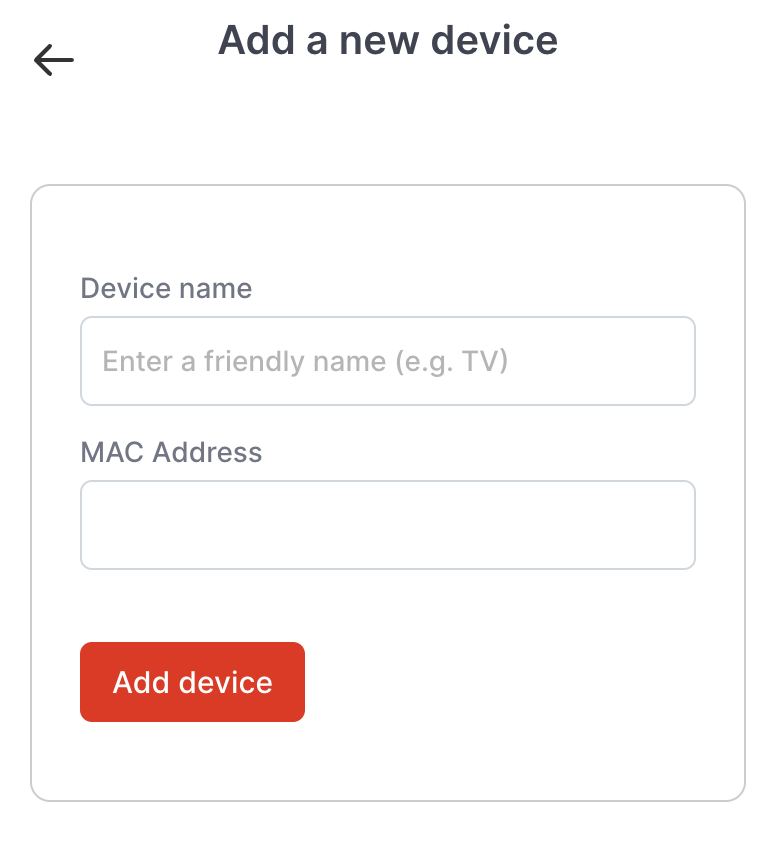 Add a new device
Device name
Enter a friendly name (e.g. TV)
MAC Address
Add device